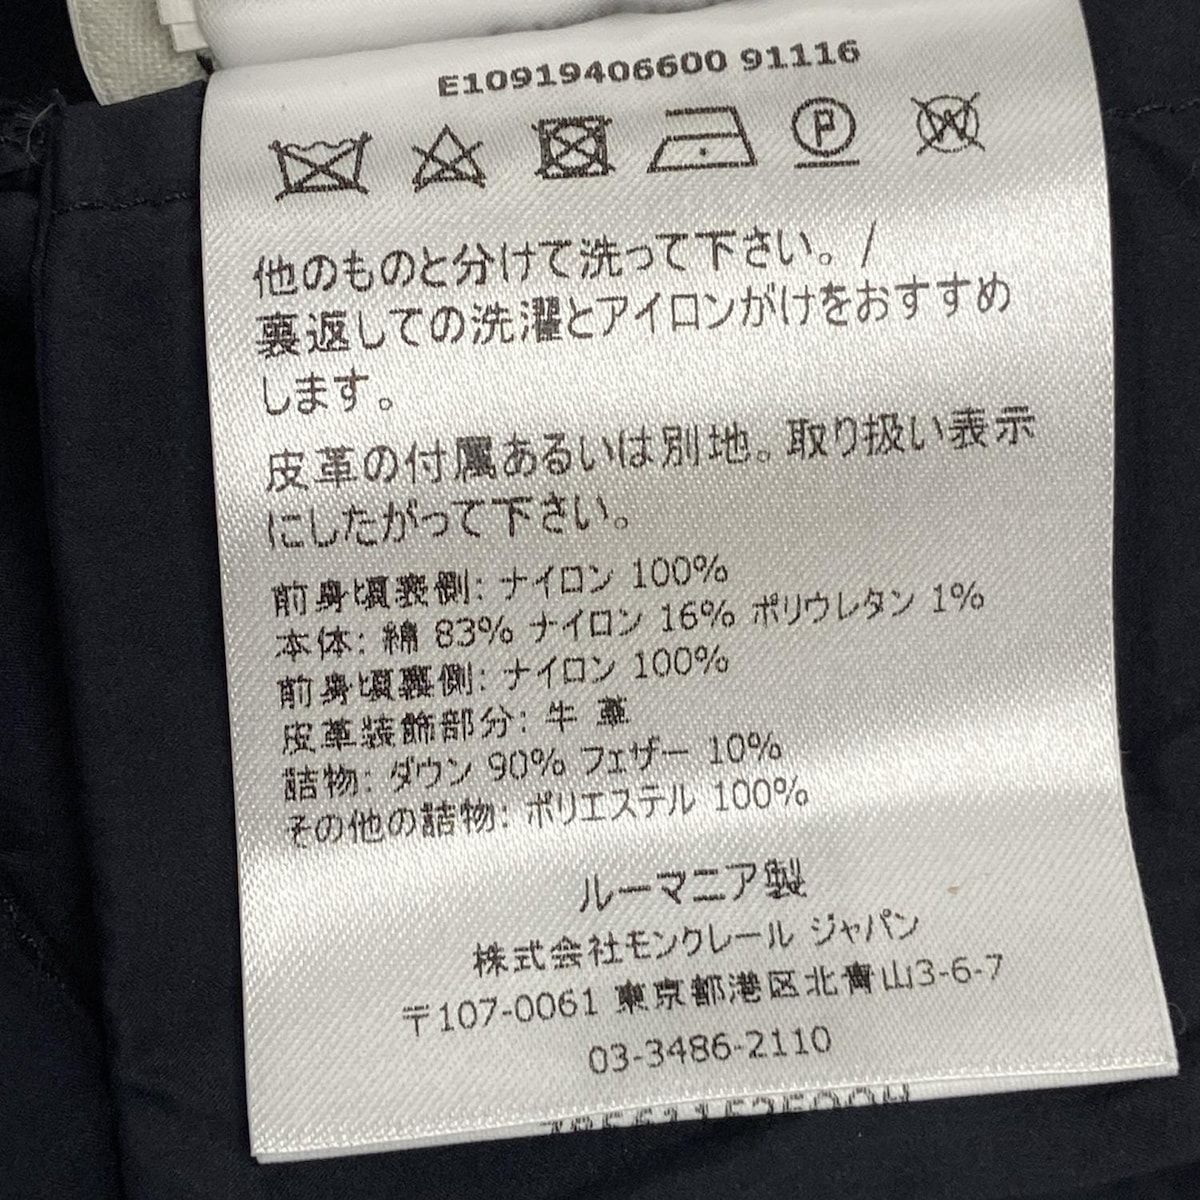 E10919406600 91116
P
W
他のものと分けて洗って下さい。/
裏返しての洗濯とアイロンがけをおすすめ
します。
皮革の付属あるいは別地。取り扱い表示
にしたがって下さい。
前身頃表側: ナイロン 100%
本体: 綿 83% ナイロン 16% ポリウレタン 1%
前身頃裏側: ナイロン 100%
皮革装飾部分: 牛 革
詰物: ダウン 90% フェザー 10%
その他の詰物: ポリエステル 100%
ルーマニア製
株式会社モンクレール ジャパン
〒107-0061 東京都港区北青山3-6-7
03-3486-2110